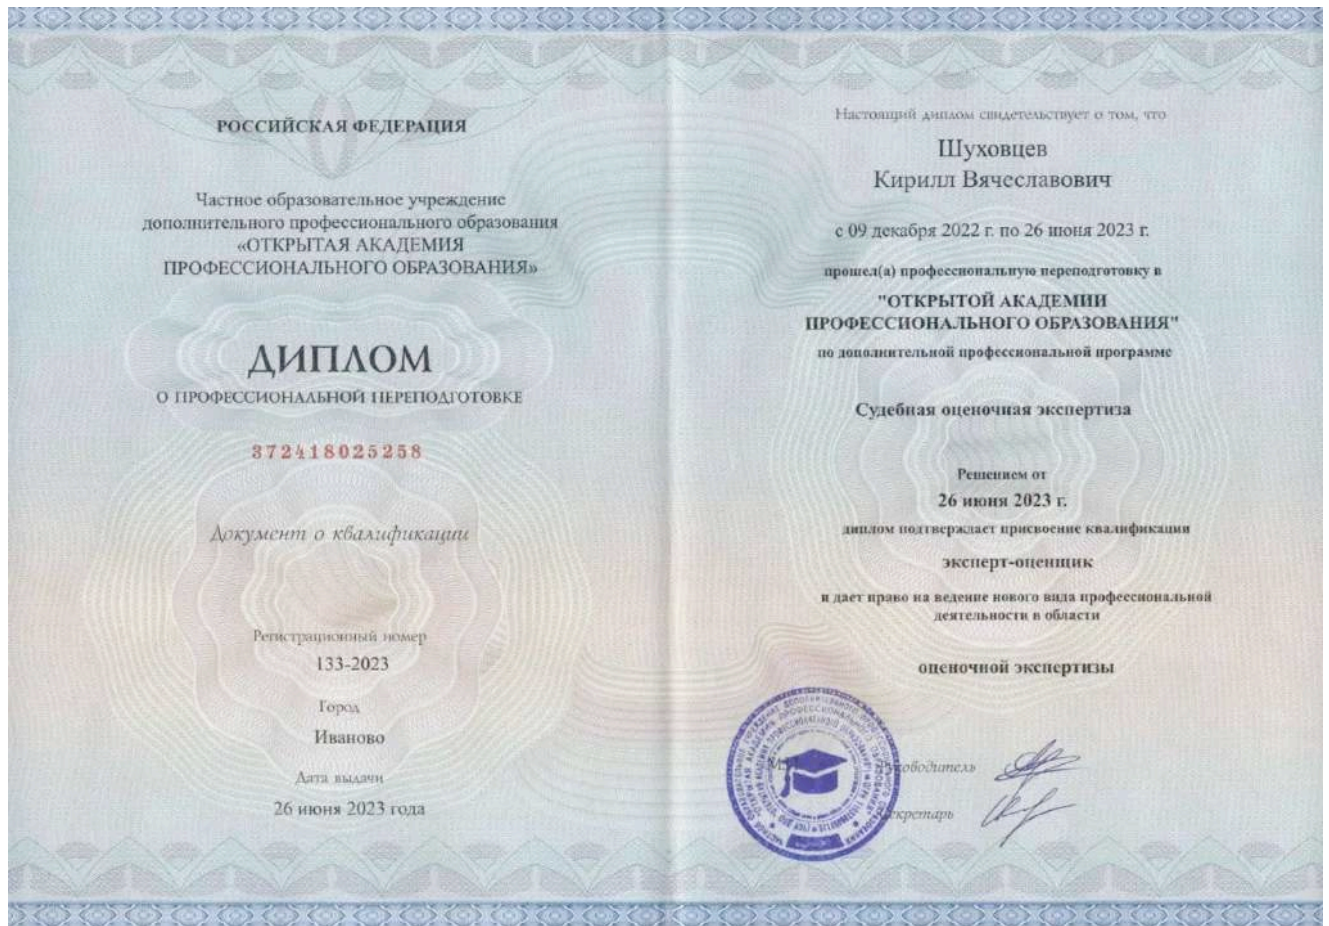 РОССИЙСКАЯ ФЕДЕРАЦИЯ
Частное образовательное учреждение
дополнительного профессионального образования
«ОТКРЫТАЯ АКАДЕМИЯ
ПРОФЕССИОНАЛЬНОГО ОБРАЗОВАНИЯ»
ДИПЛОМ
О ПРОФЕССИОНАЛЬНОЙ ПЕРЕПОДГОТОВКЕ
372418025258
Документ о квалификации
Регистрационный номер
133-2023
Город
Иваново
Дата выдачи
26 июня 2023 года
Настоящий диплом свидетельствует о том, что
Шуховцев
Кирилл Вячеславович
с 09 декабря 2022 г. по 26 июня 2023 г.
прошел(а) профессиональную переподготовку в
"ОТКРЫТОЙ АКАДЕМИИ
ПРОФЕССИОНАЛЬНОГО ОБРАЗОВАНИЯ"
по дополнительной профессиональной программе
Судебная оценочная экспертиза
Решением от
26 июня 2023 г.
диплом подтверждает присвоение квалификации
эксперт-оценщик
и дает право на ведение нового вида профессиональной
деятельности в области
оценочной экспертизы
М.П.
Руководитель
Секретарь